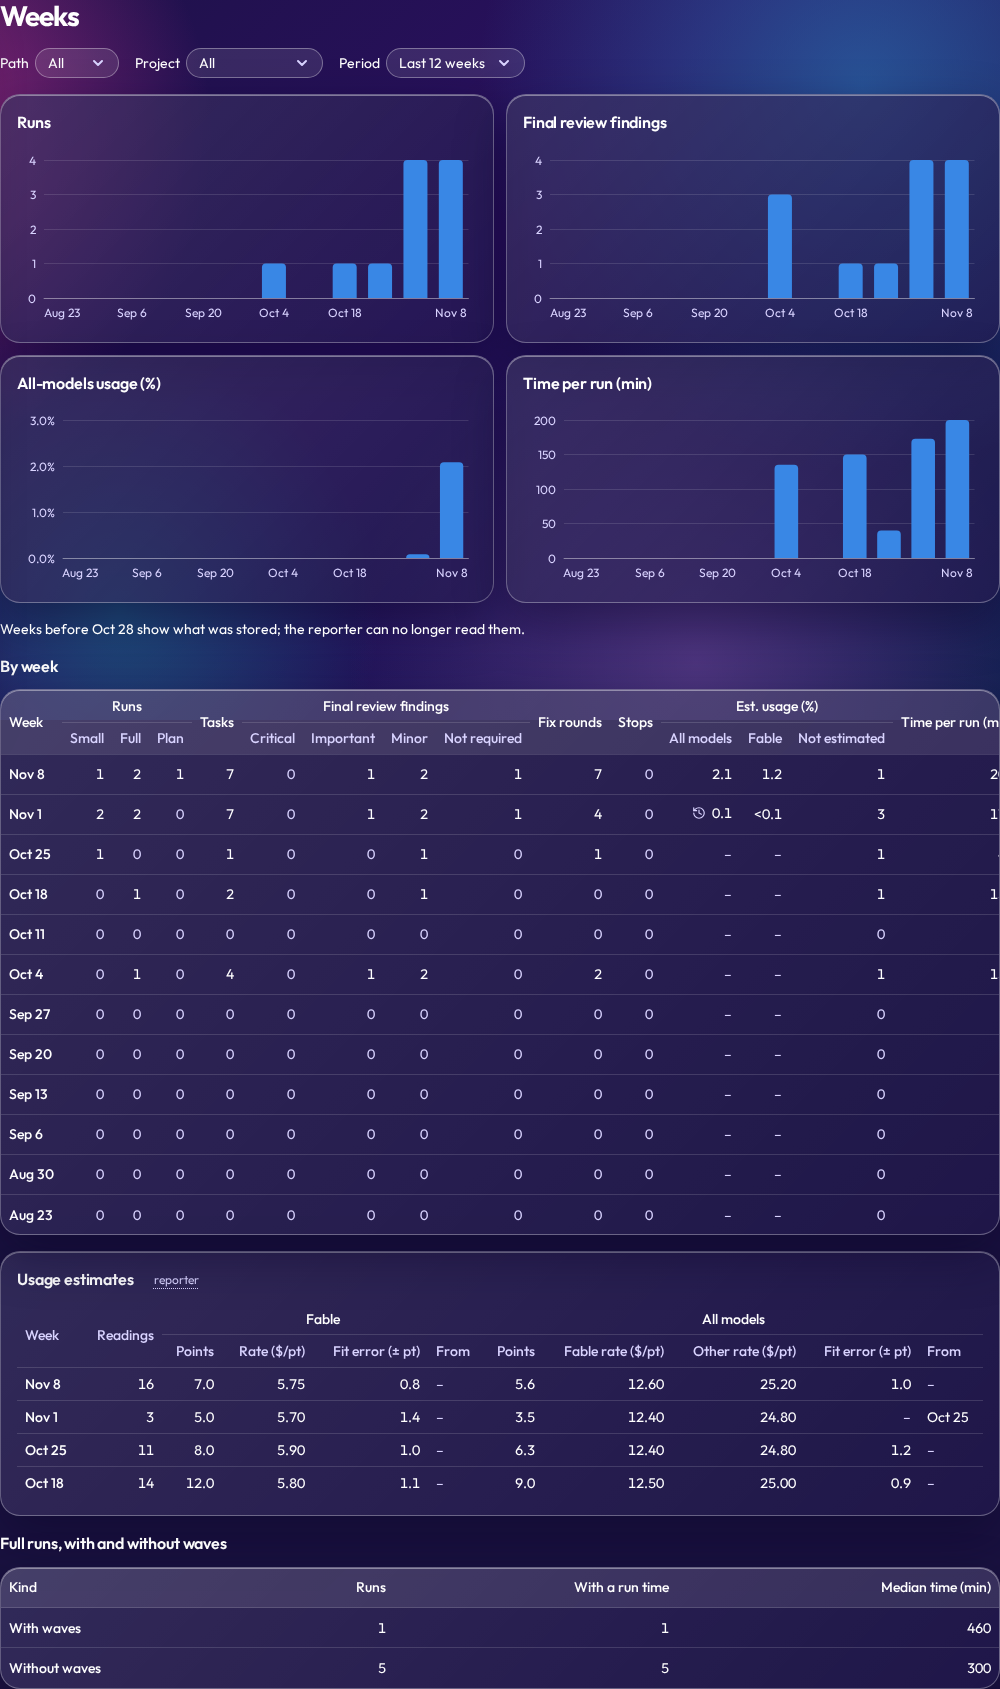 Weeks
Path All Project All Period Last 12 weeks
Runs
4
3
2
1
0
Aug 23 Sep 6 Sep 20 Oct 4 Oct 18 Nov 8
Final review findings
4
3
2
1
0
Aug 23 Sep 6 Sep 20 Oct 4 Oct 18 Nov 8
All-models usage (%)
3.0%
2.0%
1.0%
0.0%
Aug 23 Sep 6 Sep 20 Oct 4 Oct 18 Nov 8
Time per run (min)
200
150
100
50
0
Aug 23 Sep 6 Sep 20 Oct 4 Oct 18 Nov 8
Weeks before Oct 28 show what was stored; the reporter can no longer read them.
By week
Week Runs Tasks Final review findings Fix rounds Stops Est. usage (%) Time per run
Small Full Plan Critical Important Minor Not required All models Fable Not estimated
Nov 8 1 2 1 7 0 1 2 1 7 0 2.1 1.2 1
Nov 1 2 2 0 7 0 1 2 1 4 0 0.1 <0.1 3
Oct 25 1 0 0 1 0 0 1 0 1 0 – – 1
Oct 18 0 1 0 2 0 0 1 0 0 0 – – 1
Oct 11 0 0 0 0 0 0 0 0 0 0 – – 0
Oct 4 0 1 0 4 0 1 2 0 2 0 – – 1
Sep 27 0 0 0 0 0 0 0 0 0 0 – – 0
Sep 20 0 0 0 0 0 0 0 0 0 0 – – 0
Sep 13 0 0 0 0 0 0 0 0 0 0 – – 0
Sep 6 0 0 0 0 0 0 0 0 0 0 – – 0
Aug 30 0 0 0 0 0 0 0 0 0 0 – – 0
Aug 23 0 0 0 0 0 0 0 0 0 0 – – 0
Usage estimates reporter
Week Readings Fable All models
Points Rate ($/pt) Fit error (± pt) From Points Fable rate ($/pt) Other rate ($/pt) Fit error (± pt) From
Nov 8 16 7.0 5.75 0.8 – 5.6 12.60 25.20 1.0 –
Nov 1 3 5.0 5.70 1.4 – 3.5 12.40 24.80 – Oct 25
Oct 25 11 8.0 5.90 1.0 – 6.3 12.40 24.80 1.2 –
Oct 18 14 12.0 5.80 1.1 – 9.0 12.50 25.00 0.9 –
Full runs, with and without waves
Kind Runs With a run time Median time (min)
With waves 1 1 460
Without waves 5 5 300